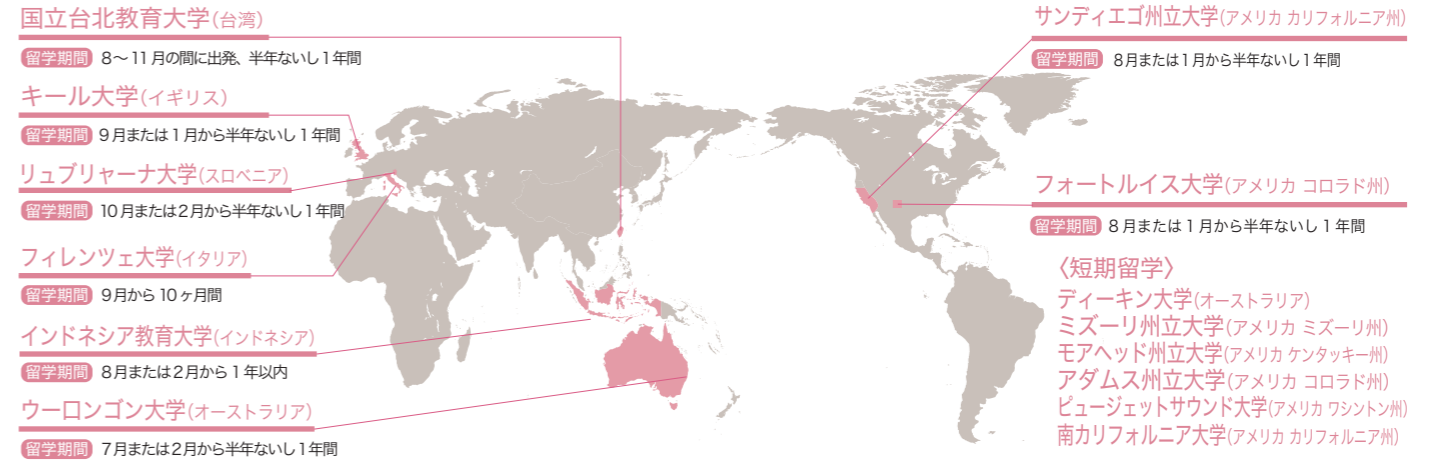 国立台北教育大学(台湾)
留学期間 8〜11月の間に出発、半年ないし1年間
キール大学(イギリス)
留学期間 9月または1月から半年ないし1年間
リュブリャーナ大学(スロベニア)
留学期間 10月または2月から半年ないし1年間
フィレンツェ大学(イタリア)
留学期間 9月から10ヶ月間
インドネシア教育大学(インドネシア)
留学期間 8月または2月から1年以内
ウーロンゴン大学(オーストラリア)
留学期間 7月または2月から半年ないし1年間
サンディエゴ州立大学(アメリカ カリフォルニア州)
留学期間 8月または1月から半年ないし1年間
フォートルイス大学(アメリカ コロラド州)
留学期間 8月または1月から半年ないし1年間
〈短期留学〉
ディーキン大学(オーストラリア)
ミズーリ州立大学(アメリカ ミズーリ州)
モアヘッド州立大学(アメリカ ケンタッキー州)
アダムス州立大学(アメリカ コロラド州)
ピュージェットサウンド大学(アメリカ ワシントン州)
南カリフォルニア大学(アメリカ カリフォルニア州)